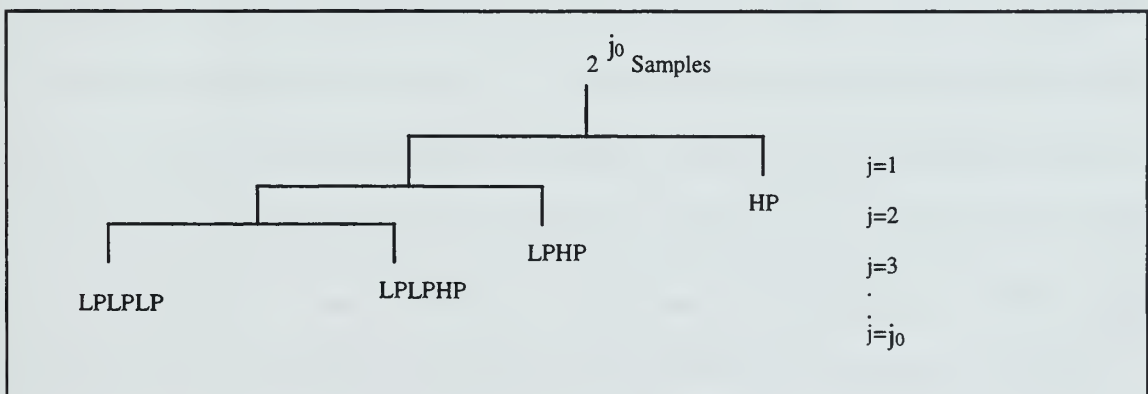 2 j0 Samples
j=1
HP
j=2
LPHP
j=3
LPLPLP
LPLPHP
.
.
j=j0